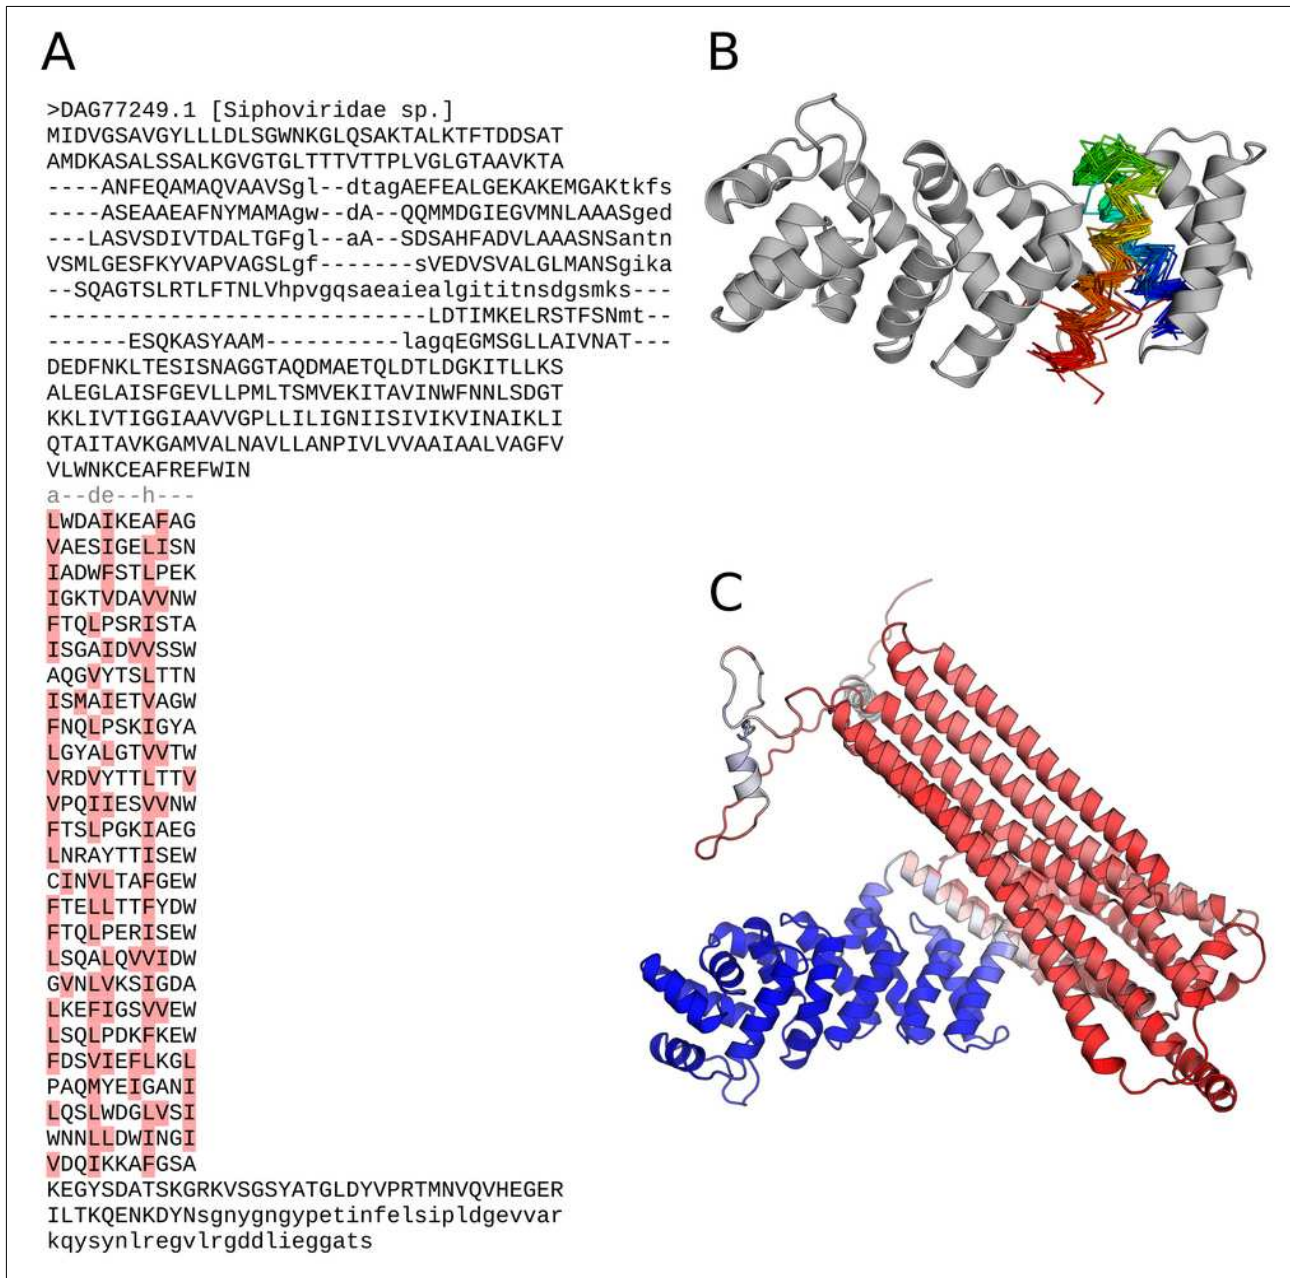 A
>DAG77249.1 [Siphoviridae sp.]
MIDVGSAVGYLLLDLSGWNKGLQSAKTALKTFTDDSAT
AMDKASALSSALKGVGTGLTTTVTTPLVGLGTAAVKTA
----ANFEQAMAQVAAVSgl--dtagAEFEALGEKAKEMGAKtkfs
----ASEAAEAFNYMAMAgw--dA--QQMMDGIEGVMNLAAASged
---LASVSDIVTDALTGFgl--aA--SDSAHFADVLAAASNSantn
VSMLGESFKYVAPVAGSLgf-------sVEDVSVALGLMANSgika
--SQAGTSLRTLFTNLVhpvgqsaeaiealgititnsdgsmks---
----------------------------LDTIMKELRSTFSNmt--
------ESQKASYAAM----------lagqEGMSGLLAIVNAT---
DEDFNKLTESISNAGGTAQDMAETQLDTLDGKITLLKS
ALEGLAISFGEVLLPMLTSMVEKITAVINWFNNLSDGT
KKLIVTIGGIAAVVGPLLILIGNIISIVIKVINAIKLI
QTAITAVKGAMVALNAVLLANPIVLVVAAIAALVAGFV
VLWNKCEAFREFWIN
a--de--h---
LWDAIKEAFAG
VAESIGELISN
IADWFSTLPEK
IGKTVDAVVNW
FTQLPSRISTA
ISGAIDVVSSW
AQGVYTSLTTN
ISMAIETVAGW
FNQLPSKIGYA
LGYALGTVVTW
VRDVYTTLTTV
VPQIIESVVNW
FTSLPGKIAEG
LNRAYTTISEW
CINVLTAFGEW
FTELLTTFYDW
FTQLPERISEW
LSQALQVVIDW
GVNLVKSIGDA
LKEFIGSVVEW
LSQLPDKFKEW
FDSVIEFLKGL
PAQMYEIGANI
LQSLWDGLVSI
WNNLLDWINGI
VDQIKKAFGSA
KEGYSDATSKGRKVSGSYATGLDYVPRTMNVQVHEGER
ILTKQENKDYNsgnygngypetinfelsipldgevvar
kqysynlregvlrgddlieggats
B
C